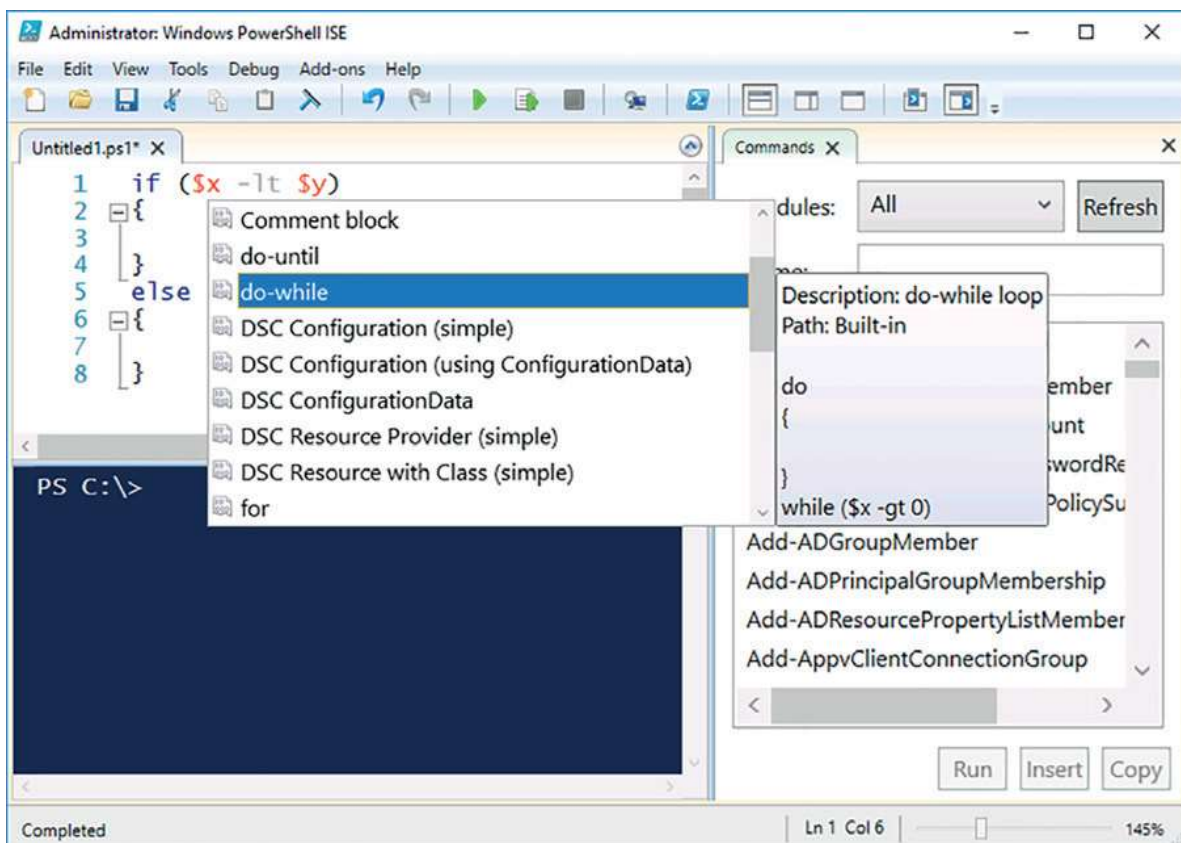 Administrator: Windows PowerShell ISE
File Edit View Tools Debug Add-ons Help
Untitled1.ps1* X
1 if ($x -lt $y)
2 {
3
4 }
5 else
6 {
7
8 }
Comment block
do-until
do-while
DSC Configuration (simple)
DSC Configuration (using ConfigurationData)
DSC ConfigurationData
DSC Resource Provider (simple)
DSC Resource with Class (simple)
for
Description: do-while loop
Path: Built-in
do
{
}
while ($x -gt 0)
PS C:\>
Commands X
dules: All Refresh
ember
unt
swordRe
PolicySu
Add-ADGroupMember
Add-ADPrincipalGroupMembership
Add-ADResourcePropertyListMember
Add-AppvClientConnectionGroup
Run Insert Copy
Completed
Ln 1 Col 6
145%